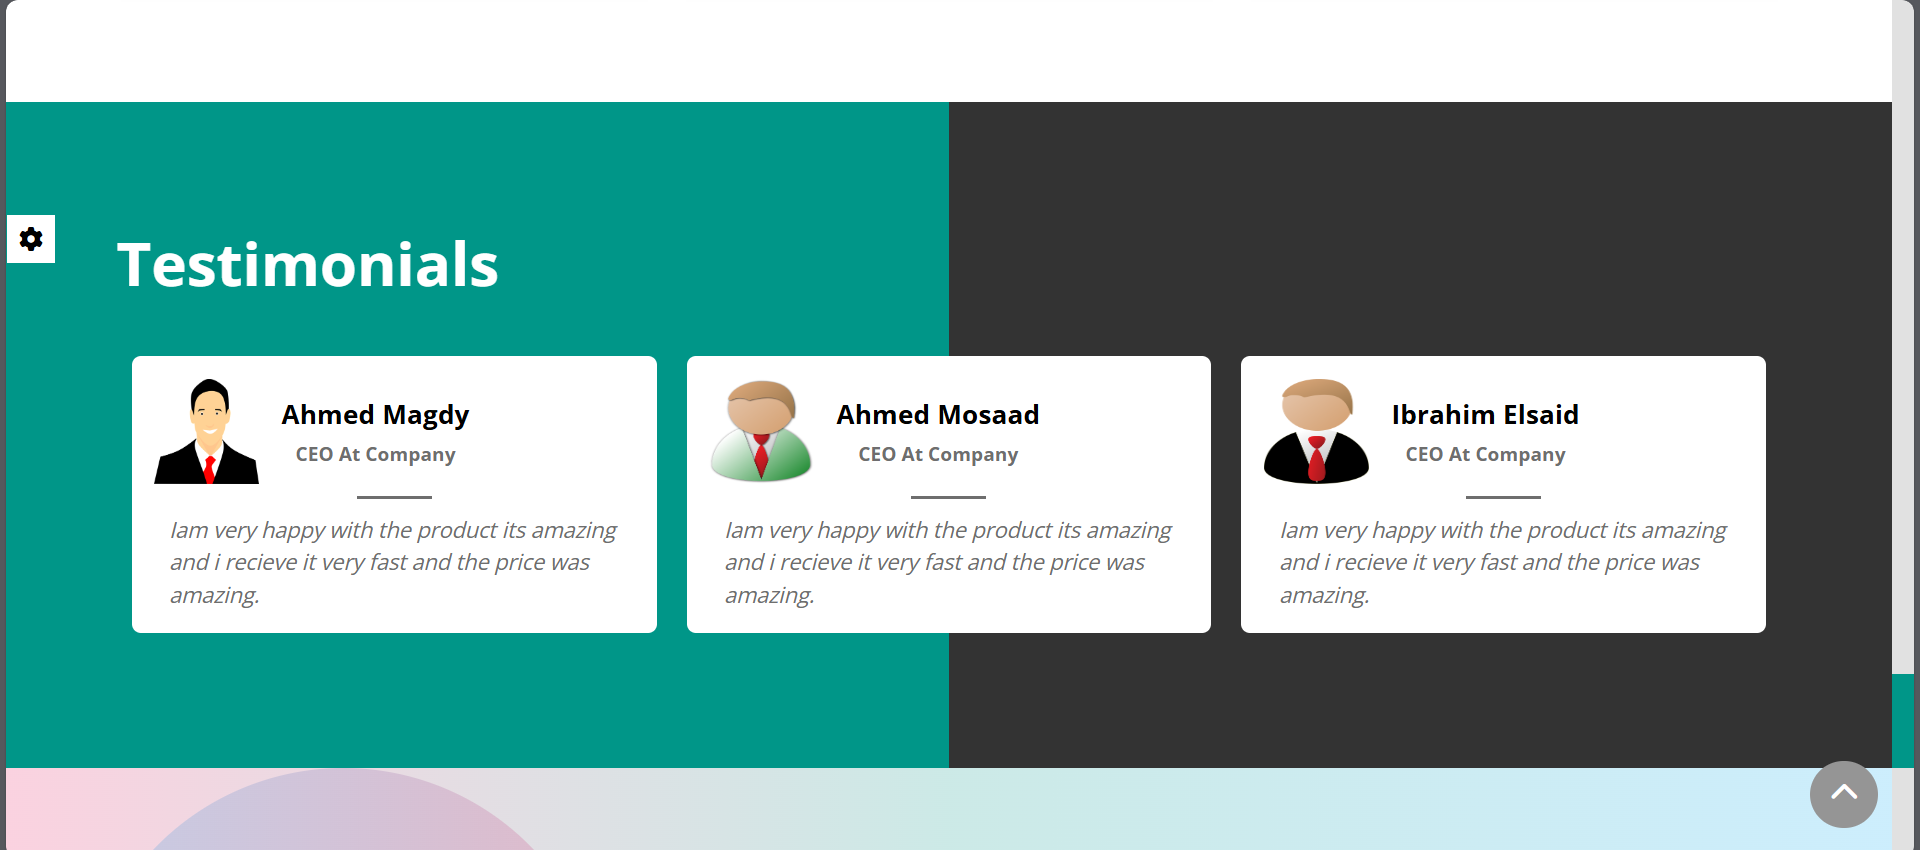 Testimonials
Ahmed Magdy
CEO At Company
Iam very happy with the product its amazing
and i recieve it very fast and the price was
amazing.
Ahmed Mosaad
CEO At Company
Iam very happy with the product its amazing
and i recieve it very fast and the price was
amazing.
Ibrahim Elsaid
CEO At Company
Iam very happy with the product its amazing
and i recieve it very fast and the price was
amazing.